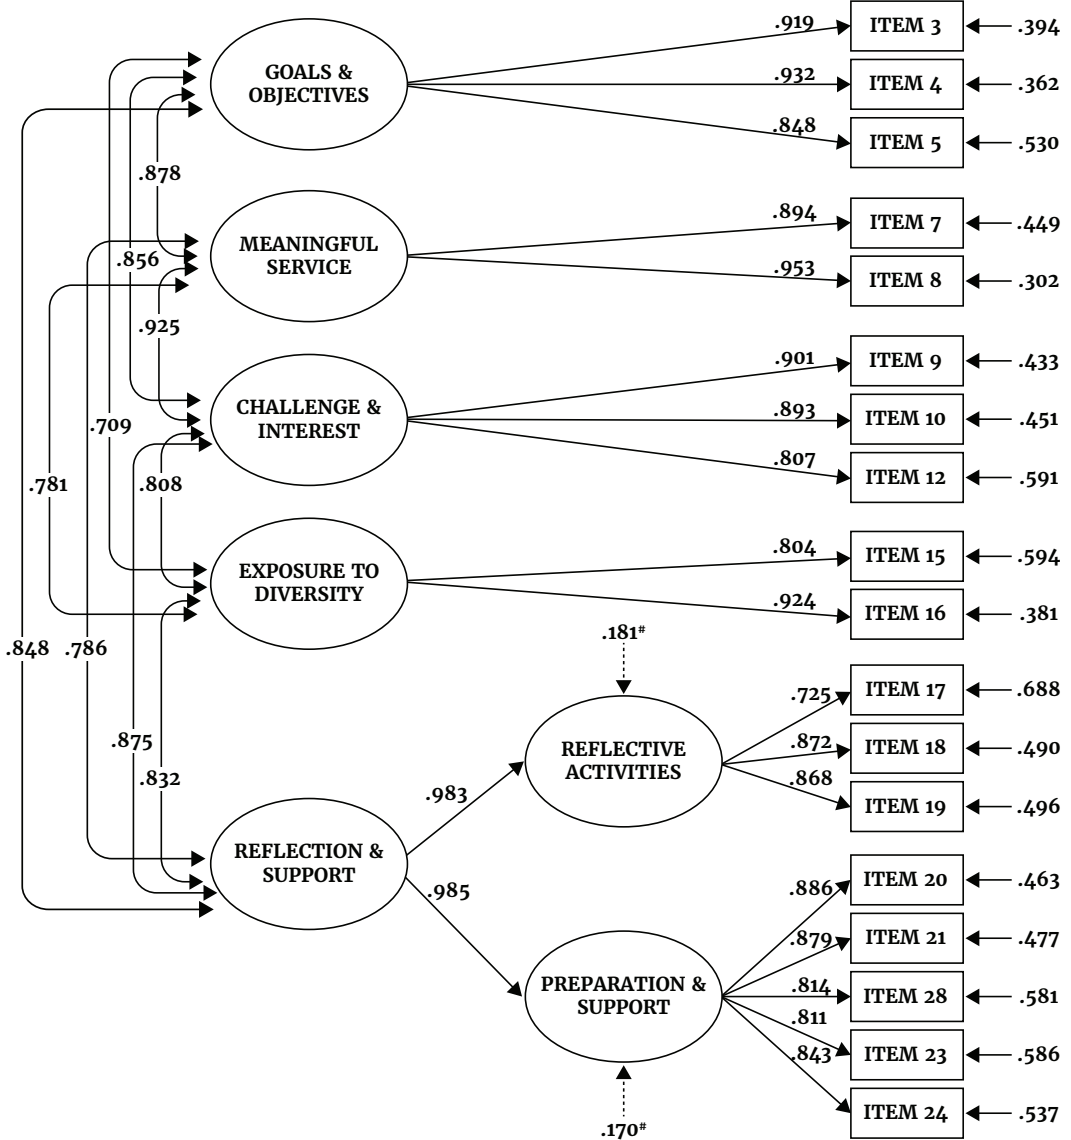 .919
ITEM 3
.394
GOALS &
OBJECTIVES
.932
ITEM 4
.362
.848
ITEM 5
.530
.878
MEANINGFUL
SERVICE
.894
ITEM 7
.449
.953
ITEM 8
.302
.856
.925
CHALLENGE &
INTEREST
.901
ITEM 9
.433
.893
ITEM 10
.451
.807
ITEM 12
.591
.709
.781
.808
EXPOSURE TO
DIVERSITY
.804
ITEM 15
.594
.924
ITEM 16
.381
.848
.786
.181#
REFLECTIVE
ACTIVITIES
.725
ITEM 17
.688
.872
ITEM 18
.490
.868
ITEM 19
.496
.875
.832
.983
REFLECTION &
SUPPORT
.985
.886
ITEM 20
.463
.879
ITEM 21
.477
PREPARATION &
SUPPORT
.814
ITEM 28
.581
.811
ITEM 23
.586
.843
ITEM 24
.537
.170#